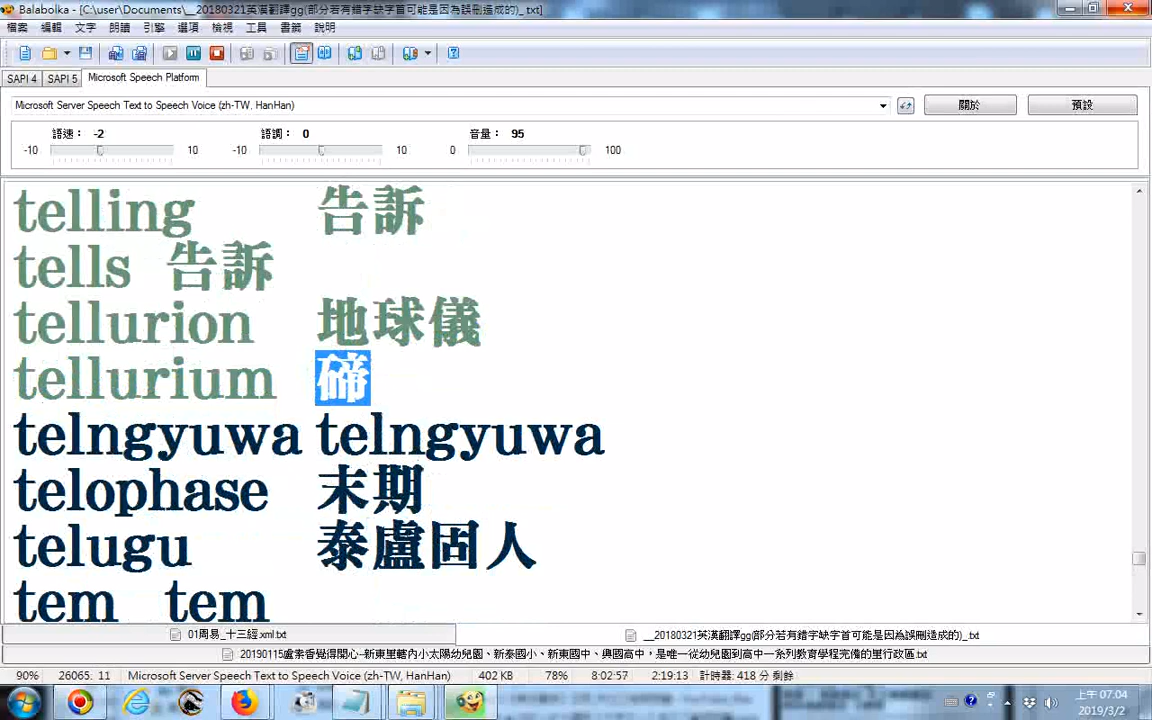 Balabolka - [C:\user\Documents\__20180321英漢翻譯gg(部分若有錯字缺字首可能是因為誤刪造成的)_.txt]
檔案 編輯 文字 朗讀 引擎 選項 檢視 工具 書籤 說明
SAPI 4 SAPI 5 Microsoft Speech Platform
Microsoft Server Speech Text to Speech Voice (zh-TW, HanHan) 關於 預設
語速： -2 語調： 0 音量： 95
-10 10 -10 10 0 100
telling 告訴
tells 告訴
tellurion 地球儀
tellurium 碲
telngyuwa telngyuwa
telophase 末期
telugu 泰盧固人
tem tem
01周易_十三經.xml.txt __20180321英漢翻譯gg(部分若有錯字缺字首可能是因為誤刪造成的)_.txt
20190115盧素香覺得開心-新東里轄內小太陽幼兒園、新泰國小、新東國中、興國高中，是唯一從幼兒園到高中一系列教育學程完備的里行政區.txt
90% 26065. 11 Microsoft Server Speech Text to Speech Voice (zh-TW, HanHan) 402 KB 78% 8:02:57 2:19:13 計時器: 418 分 剩餘
上午 07:04
2019/3/2